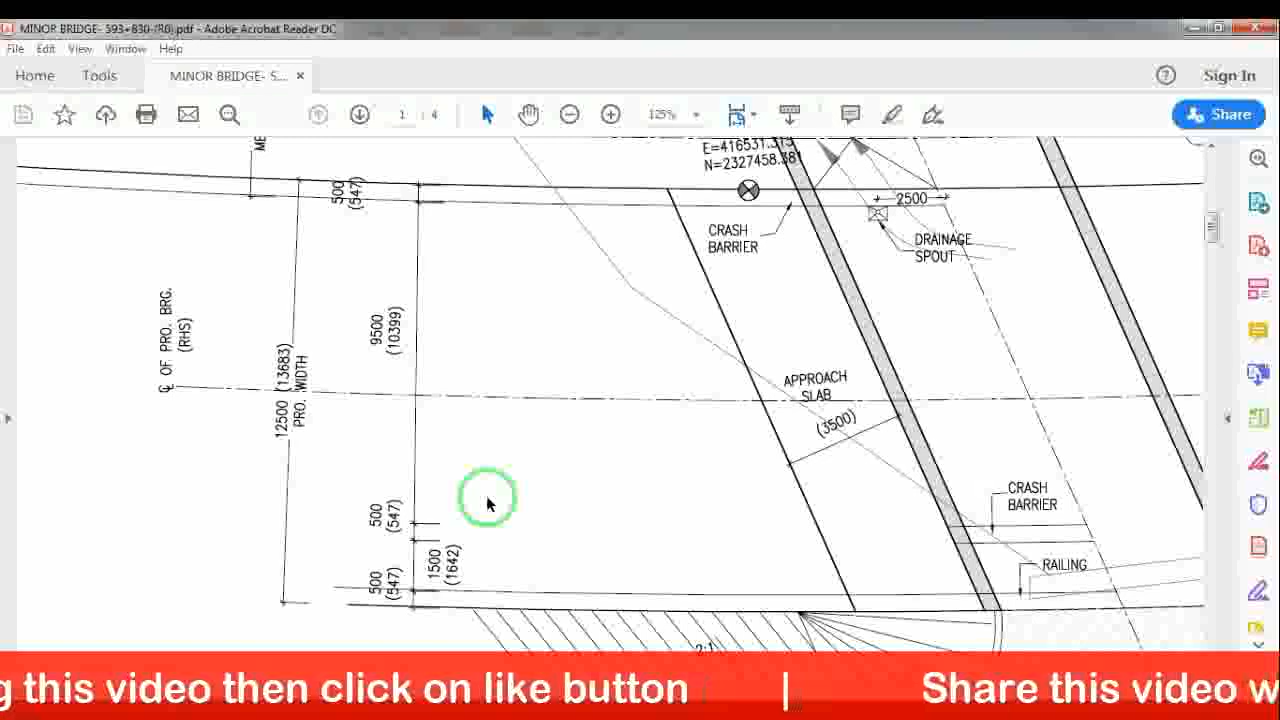 MINOR BRIDGE- 593+830-(R0).pdf - Adobe Acrobat Reader DC
File Edit View Window Help
Home Tools MINOR BRIDGE- 5... ×
Sign In
1 / 4
125%
Share
ME
E=416531.315
N=2327458.381
500
(547)
2500
CRASH
BARRIER
DRAINAGE
SPOUT
℄ OF PRO. BRG.
(RHS)
9500
(10399)
12500 (13683)
PRO. WIDTH
APPROACH
SLAB
(3500)
500
(547)
CRASH
BARRIER
1500
(1642)
RAILING
500
(547)
2:1
g this video then click on like button | Share this video w